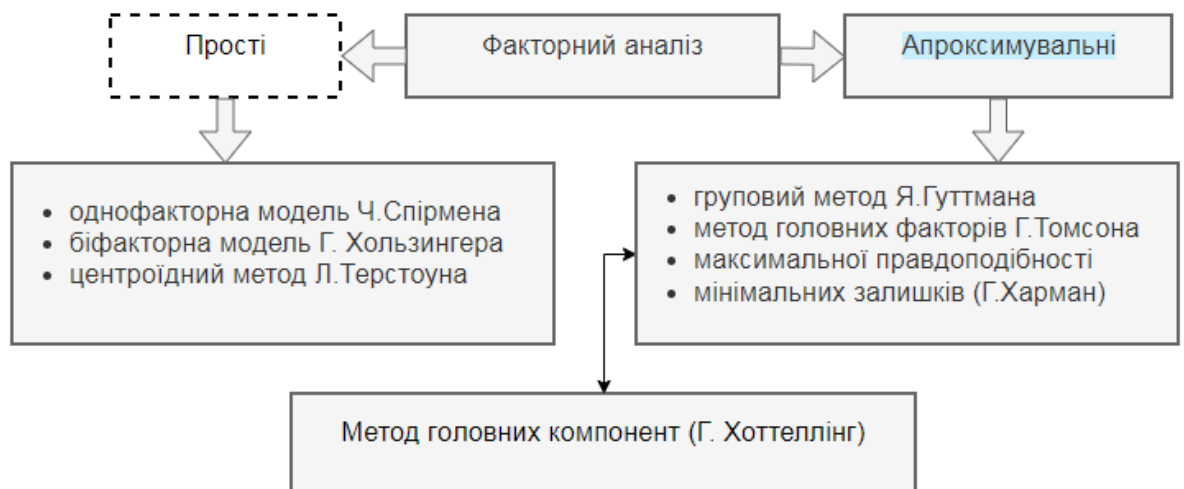 Прості
Факторний аналіз
Апроксимувальні
• однофакторна модель Ч.Спірмена
• біфакторна модель Г. Хользингера
• центроїдний метод Л.Терстоуна
• груповий метод Я.Гуттмана
• метод головних факторів Г.Томсона
• максимальної правдоподібності
• мінімальних залишків (Г.Харман)
Метод головних компонент (Г. Хоттеллінг)